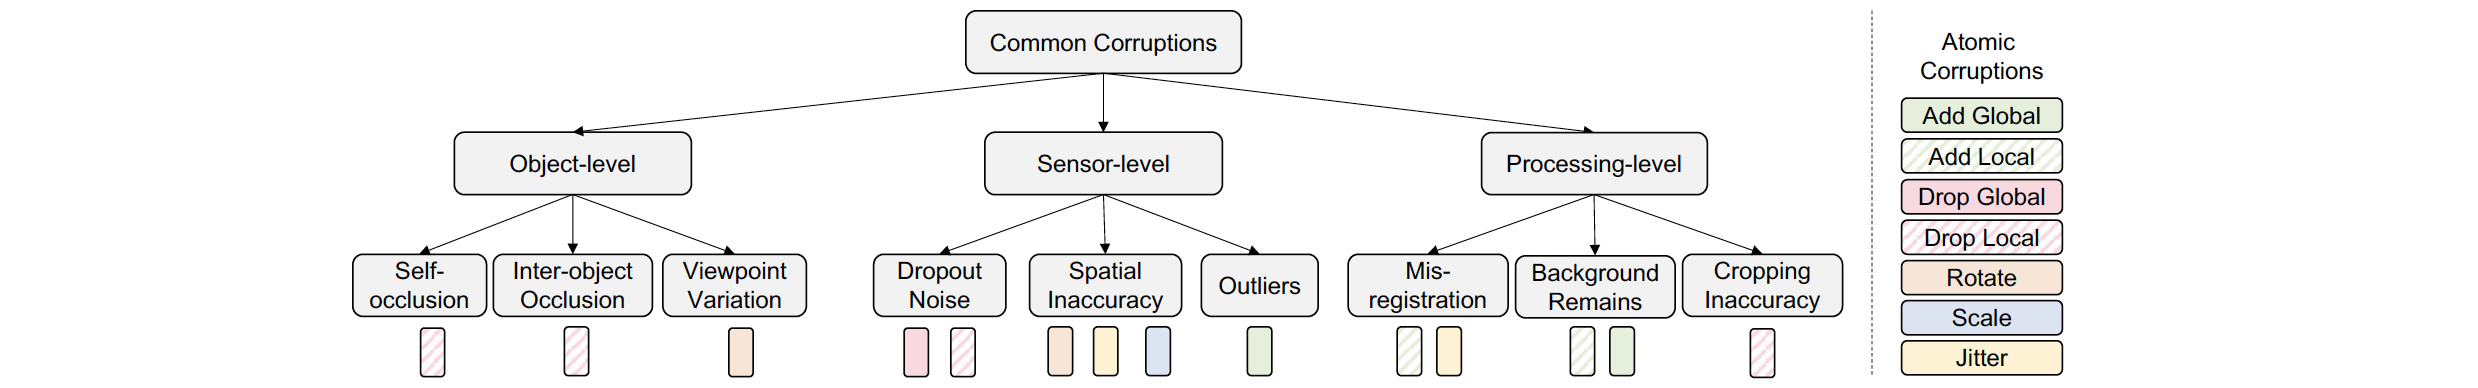 Common Corruptions
Object-level
Sensor-level
Processing-level
Self-
occlusion
Inter-object
Occlusion
Viewpoint
Variation
Dropout
Noise
Spatial
Inaccuracy
Outliers
Mis-
registration
Background
Remains
Cropping
Inaccuracy
Atomic
Corruptions
Add Global
Add Local
Drop Global
Drop Local
Rotate
Scale
Jitter